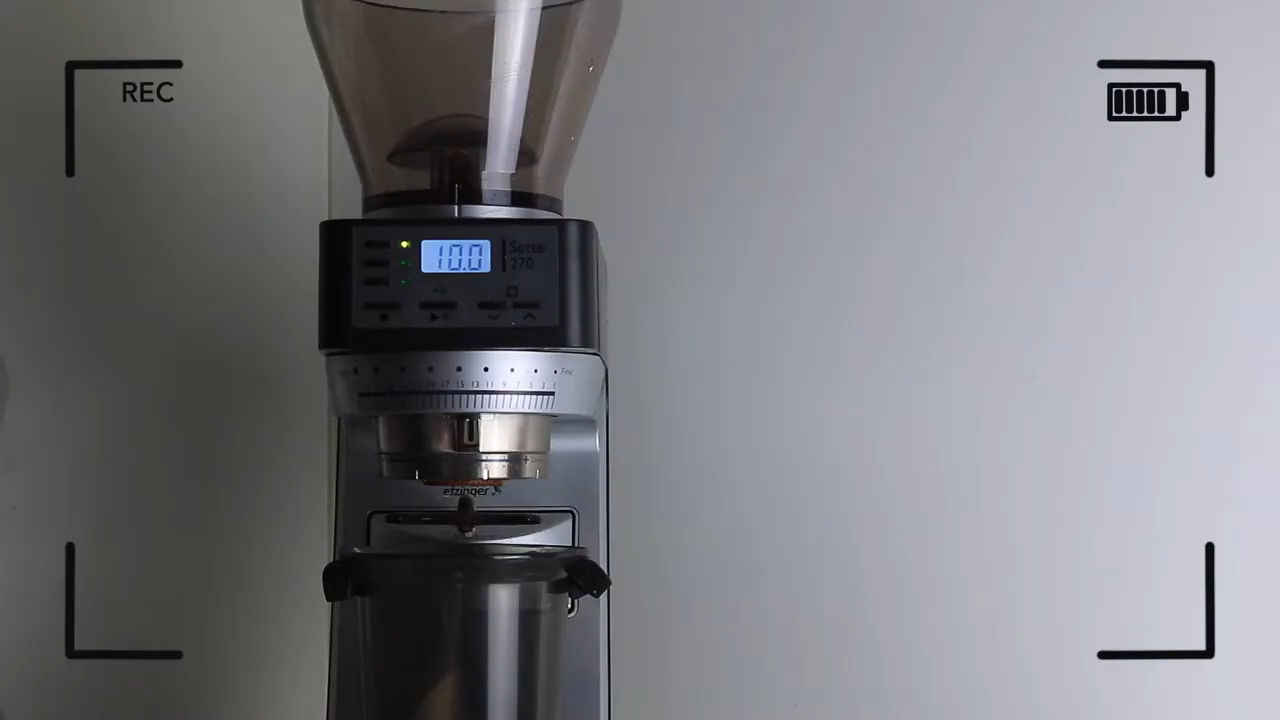 REC
10.0
Sette
270
Fine
17 15 13 11 9 7 5 3 1
etzinger